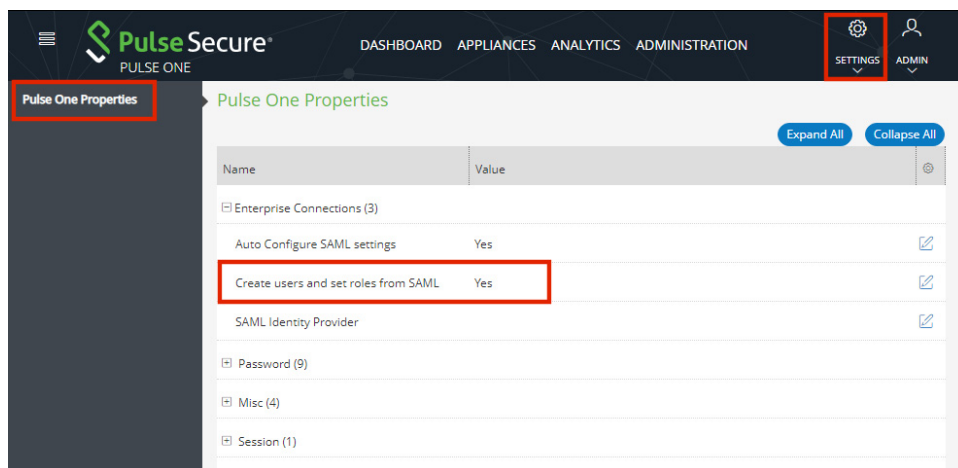 Pulse Secure®
PULSE ONE
DASHBOARD APPLIANCES ANALYTICS ADMINISTRATION
SETTINGS
ADMIN
Pulse One Properties
Pulse One Properties
Expand All
Collapse All
Name Value
Enterprise Connections (3)
Auto Configure SAML settings Yes
Create users and set roles from SAML Yes
SAML Identity Provider
Password (9)
Misc (4)
Session (1)